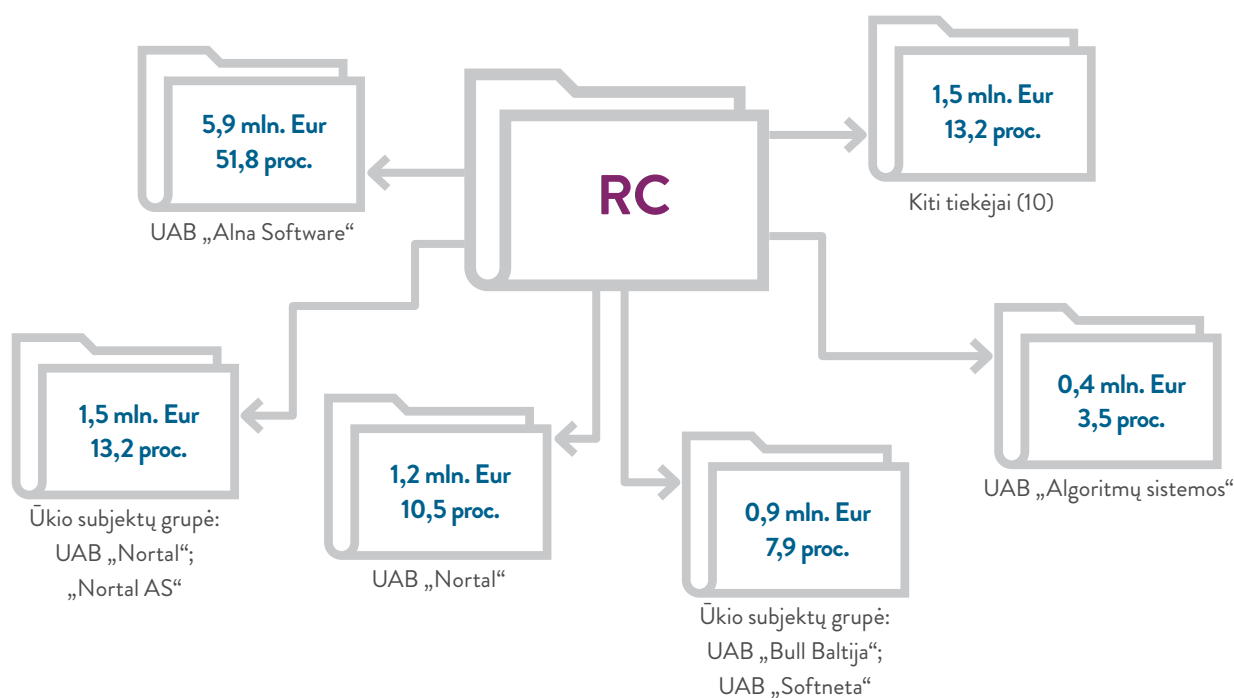 5,9 mln. Eur
51,8 proc.
UAB „Alna Software“
RC
1,5 mln. Eur
13,2 proc.
Kiti tiekėjai (10)
1,5 mln. Eur
13,2 proc.
Ūkio subjektų grupė:
UAB „Nortal“;
„Nortal AS“
1,2 mln. Eur
10,5 proc.
UAB „Nortal“
0,9 mln. Eur
7,9 proc.
Ūkio subjektų grupė:
UAB „Bull Baltija“;
UAB „Softneta“
0,4 mln. Eur
3,5 proc.
UAB „Algoritmų sistemos“